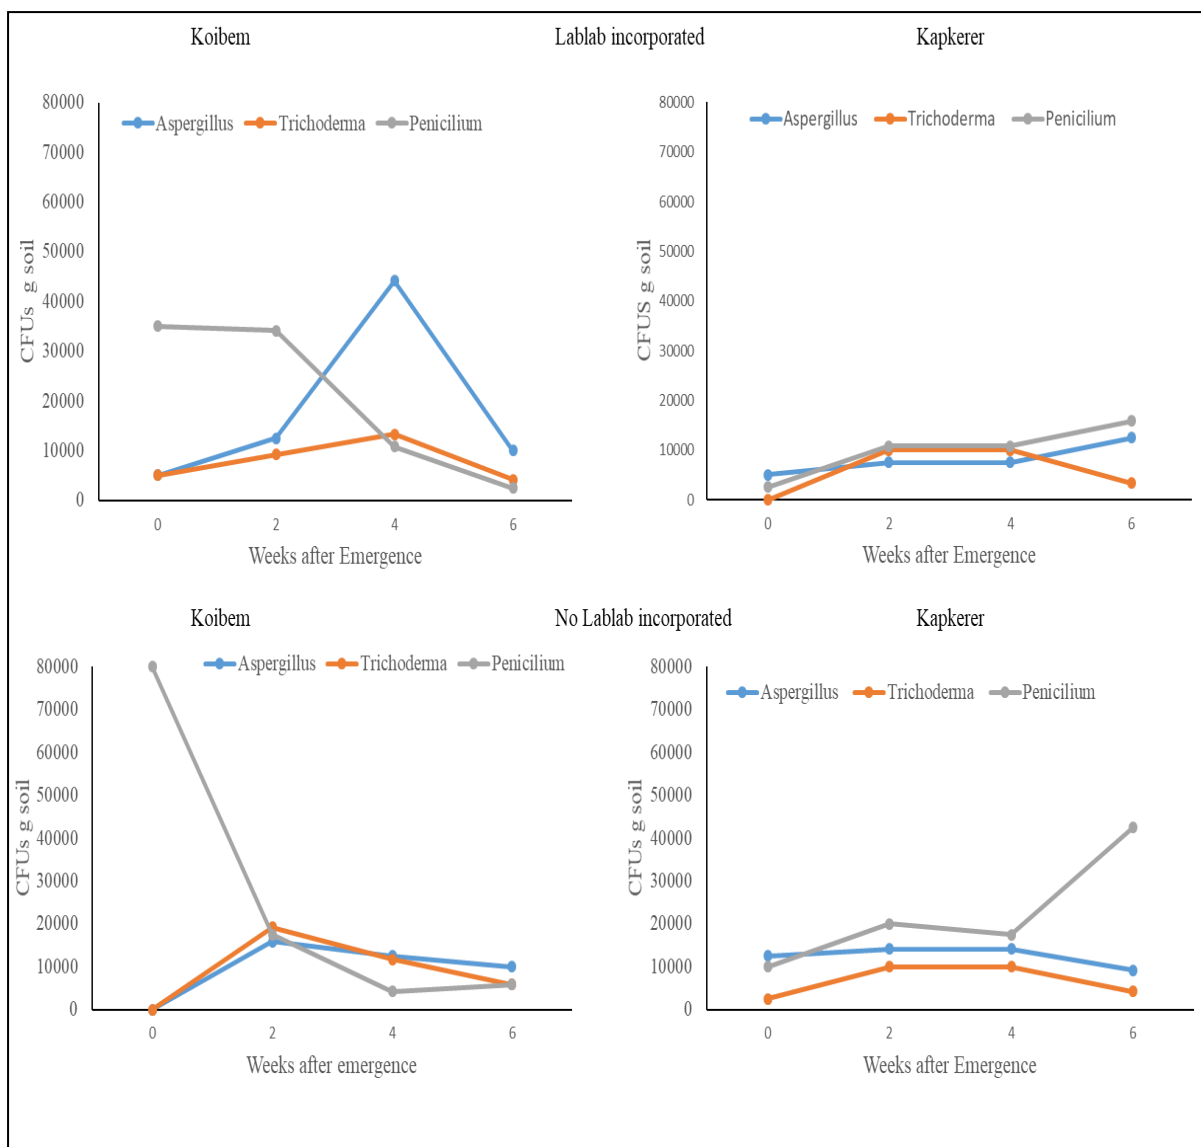 Koibem Lablab incorporated Kapkerer
Aspergillus Trichoderma Penicilium
80000
70000
60000
50000
40000
30000
20000
10000
0
CFUs g soil
0 2 4 6
Weeks after Emergence
Aspergillus Trichoderma Penicilium
80000
70000
60000
50000
40000
30000
20000
10000
0
CFUS g soil
0 2 4 6
Weeks after Emergence
Koibem No Lablab incorporated Kapkerer
Aspergillus Trichoderma Penicilium
80000
70000
60000
50000
40000
30000
20000
10000
0
CFUs g soil
0 2 4 6
Weeks after emergence
Aspergillus Trichoderma Penicilium
80000
70000
60000
50000
40000
30000
20000
10000
0
CFUs g soil
0 2 4 6
Weeks after Emergence